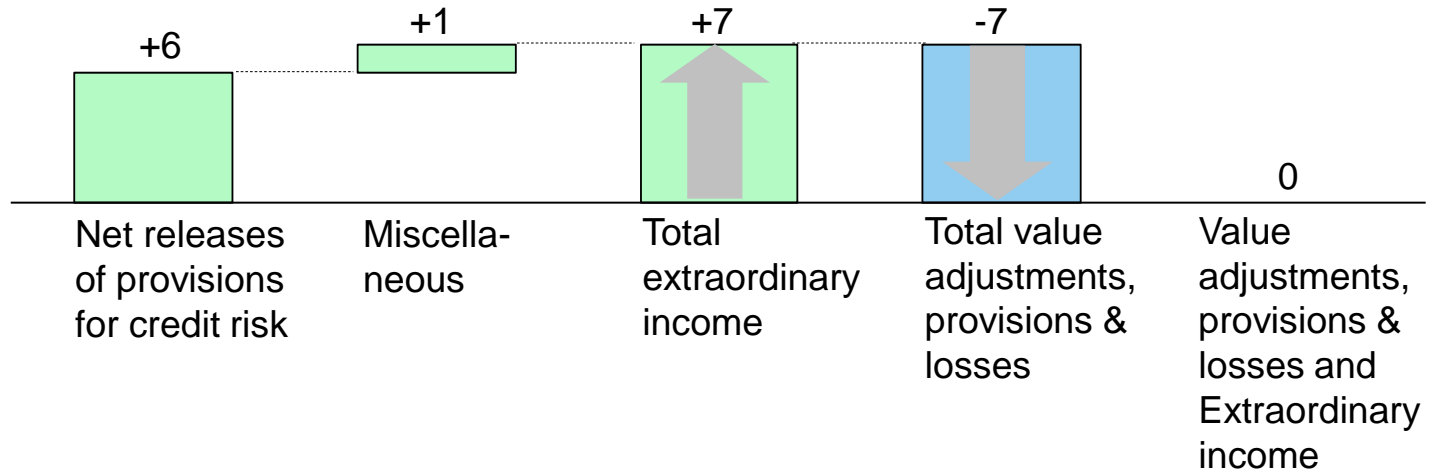 +6
+1
+7
-7
0
Net releases
of provisions
for credit risk
Miscella-
neous
Total
extraordinary
income
Total value
adjustments,
provisions &
losses
Value
adjustments,
provisions &
losses and
Extraordinary
income